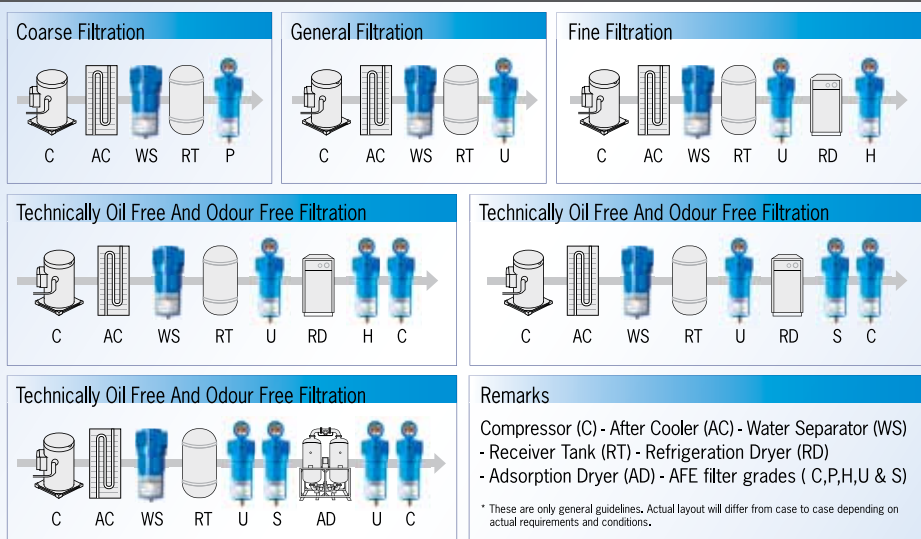 Coarse Filtration
C AC WS RT P
General Filtration
C AC WS RT U
Fine Filtration
C AC WS RT U RD H
Technically Oil Free And Odour Free Filtration
C AC WS RT U RD H C
Technically Oil Free And Odour Free Filtration
C AC WS RT U RD S C
Technically Oil Free And Odour Free Filtration
C AC WS RT U S AD U C
Remarks
Compressor (C) - After Cooler (AC) - Water Separator (WS)
- Receiver Tank (RT) - Refrigeration Dryer (RD)
- Adsorption Dryer (AD) - AFE filter grades ( C,P,H,U & S)
* These are only general guidelines. Actual layout will differ from case to case depending on
actual requirements and conditions.